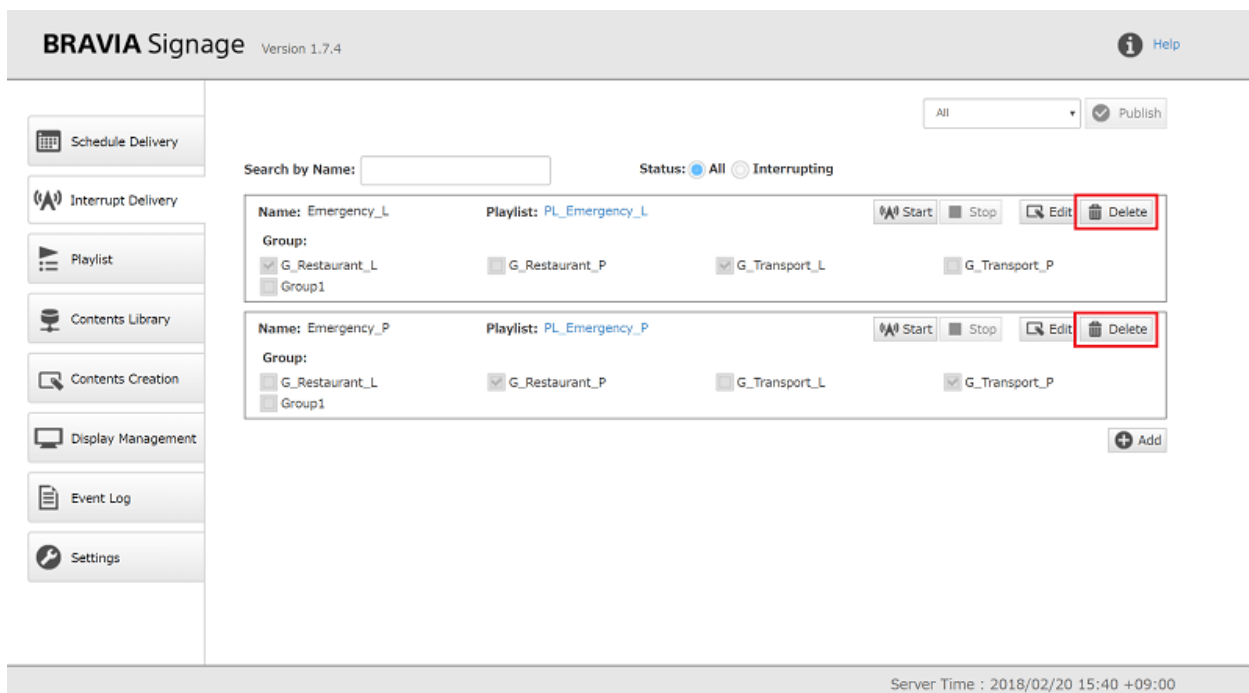 BRAVIA Signage Version 1.7.4
Help
All
Publish
Schedule Delivery
Interrupt Delivery
Playlist
Contents Library
Contents Creation
Display Management
Event Log
Settings
Search by Name:
Status: All Interrupting
Name: Emergency_L Playlist: PL_Emergency_L Start Stop Edit Delete
Group:
G_Restaurant_L G_Restaurant_P G_Transport_L G_Transport_P
Group1
Name: Emergency_P Playlist: PL_Emergency_P Start Stop Edit Delete
Group:
G_Restaurant_L G_Restaurant_P G_Transport_L G_Transport_P
Group1
Add
Server Time : 2018/02/20 15:40 +09:00